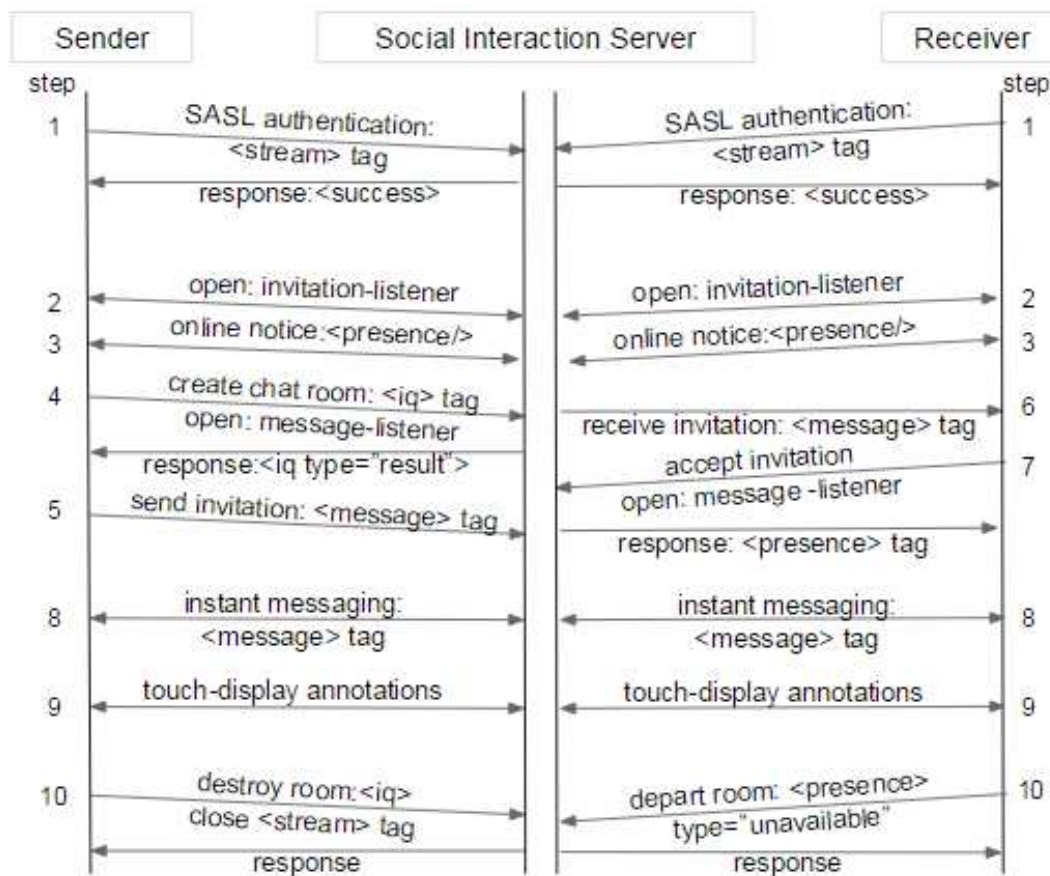 Sender
Social Interaction Server
Receiver
step
step
1
SASL authentication:
<stream> tag
SASL authentication:
<stream> tag
1
response:<success>
response: <success>
2
open: invitation-listener
open: invitation-listener
2
3
online notice:<presence/>
online notice:<presence/>
3
4
create chat room: <iq> tag
open: message-listener
response:<iq type="result">
6
receive invitation: <message> tag
accept invitation
7
open: message -listener
5
send invitation: <message> tag
response: <presence> tag
8
instant messaging:
<message> tag
instant messaging:
<message> tag
8
9
touch-display annotations
touch-display annotations
9
10
destroy room:<iq>
close <stream> tag
depart room: <presence>
type="unavailable"
10
response
response